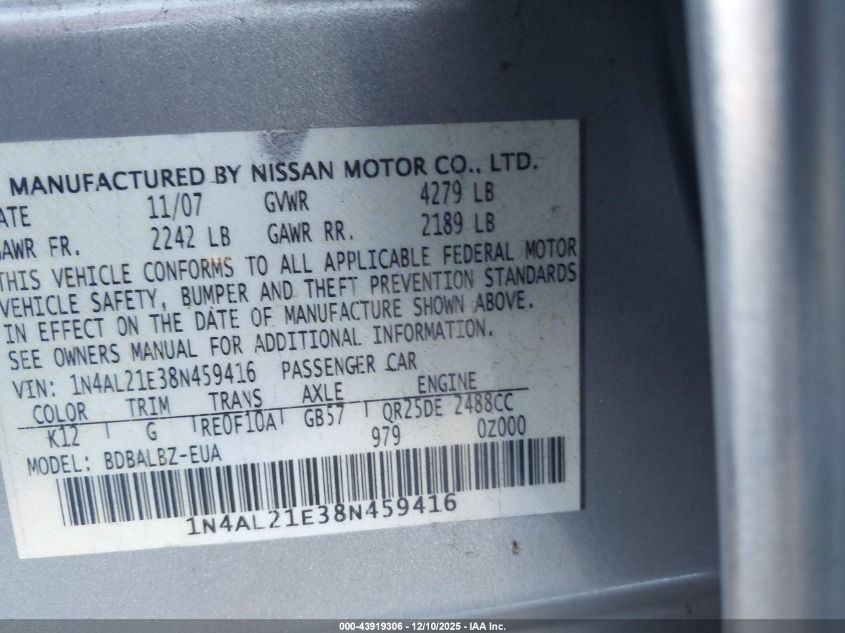 MANUFACTURED BY NISSAN MOTOR CO., LTD.
ATE 11/07 GVWR 4279 LB
AWR FR. 2242 LB GAWR RR. 2189 LB
THIS VEHICLE CONFORMS TO ALL APPLICABLE FEDERAL MOTOR
VEHICLE SAFETY, BUMPER AND THEFT PREVENTION STANDARDS
IN EFFECT ON THE DATE OF MANUFACTURE SHOWN ABOVE.
SEE OWNERS MANUAL FOR ADDITIONAL INFORMATION.
VIN: 1N4AL21E38N459416 PASSENGER CAR
COLOR TRIM TRANS AXLE ENGINE
K12 G RE0F10A GB57 QR25DE 2488CC
979 0Z000
MODEL: BDBALBZ-EUA
1N4AL21E38N459416
000-43919306 - 12/10/2025 - IAA Inc.